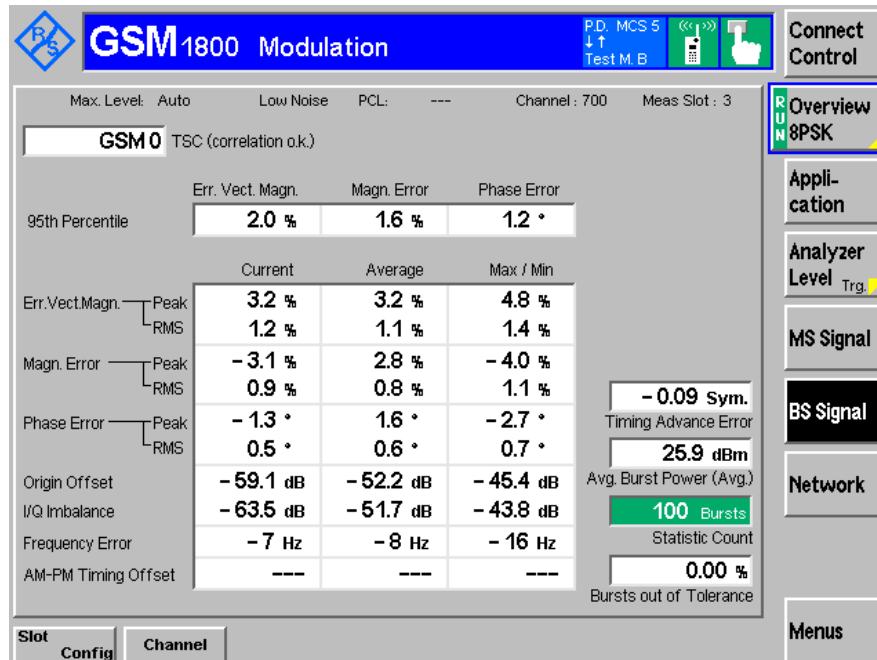 R&S GSM1800 Modulation P.D. MCS 5
Test M. B
Connect Control
Max. Level: Auto Low Noise PCL: --- Channel : 700 Meas Slot : 3
RUN Overview 8PSK
GSM 0 TSC (correlation o.k.)
Appli-cation
Err. Vect. Magn. Magn. Error Phase Error
95th Percentile 2.0 % 1.6 % 1.2 °
Analyzer Level Trg.
Current Average Max / Min
Err.Vect.Magn. Peak 3.2 % 3.2 % 4.8 %
RMS 1.2 % 1.1 % 1.4 %
MS Signal
Magn. Error Peak – 3.1 % 2.8 % – 4.0 %
RMS 0.9 % 0.8 % 1.1 %
– 0.09 Sym.
Timing Advance Error
BS Signal
Phase Error Peak – 1.3 ° 1.6 ° – 2.7 °
RMS 0.5 ° 0.6 ° 0.7 °
25.9 dBm
Avg. Burst Power (Avg.)
Origin Offset – 59.1 dB – 52.2 dB – 45.4 dB
Network
I/Q Imbalance – 63.5 dB – 51.7 dB – 43.8 dB
100 Bursts
Statistic Count
Frequency Error – 7 Hz – 8 Hz – 16 Hz
AM-PM Timing Offset --- --- ---
0.00 %
Bursts out of Tolerance
Slot Config Channel
Menus